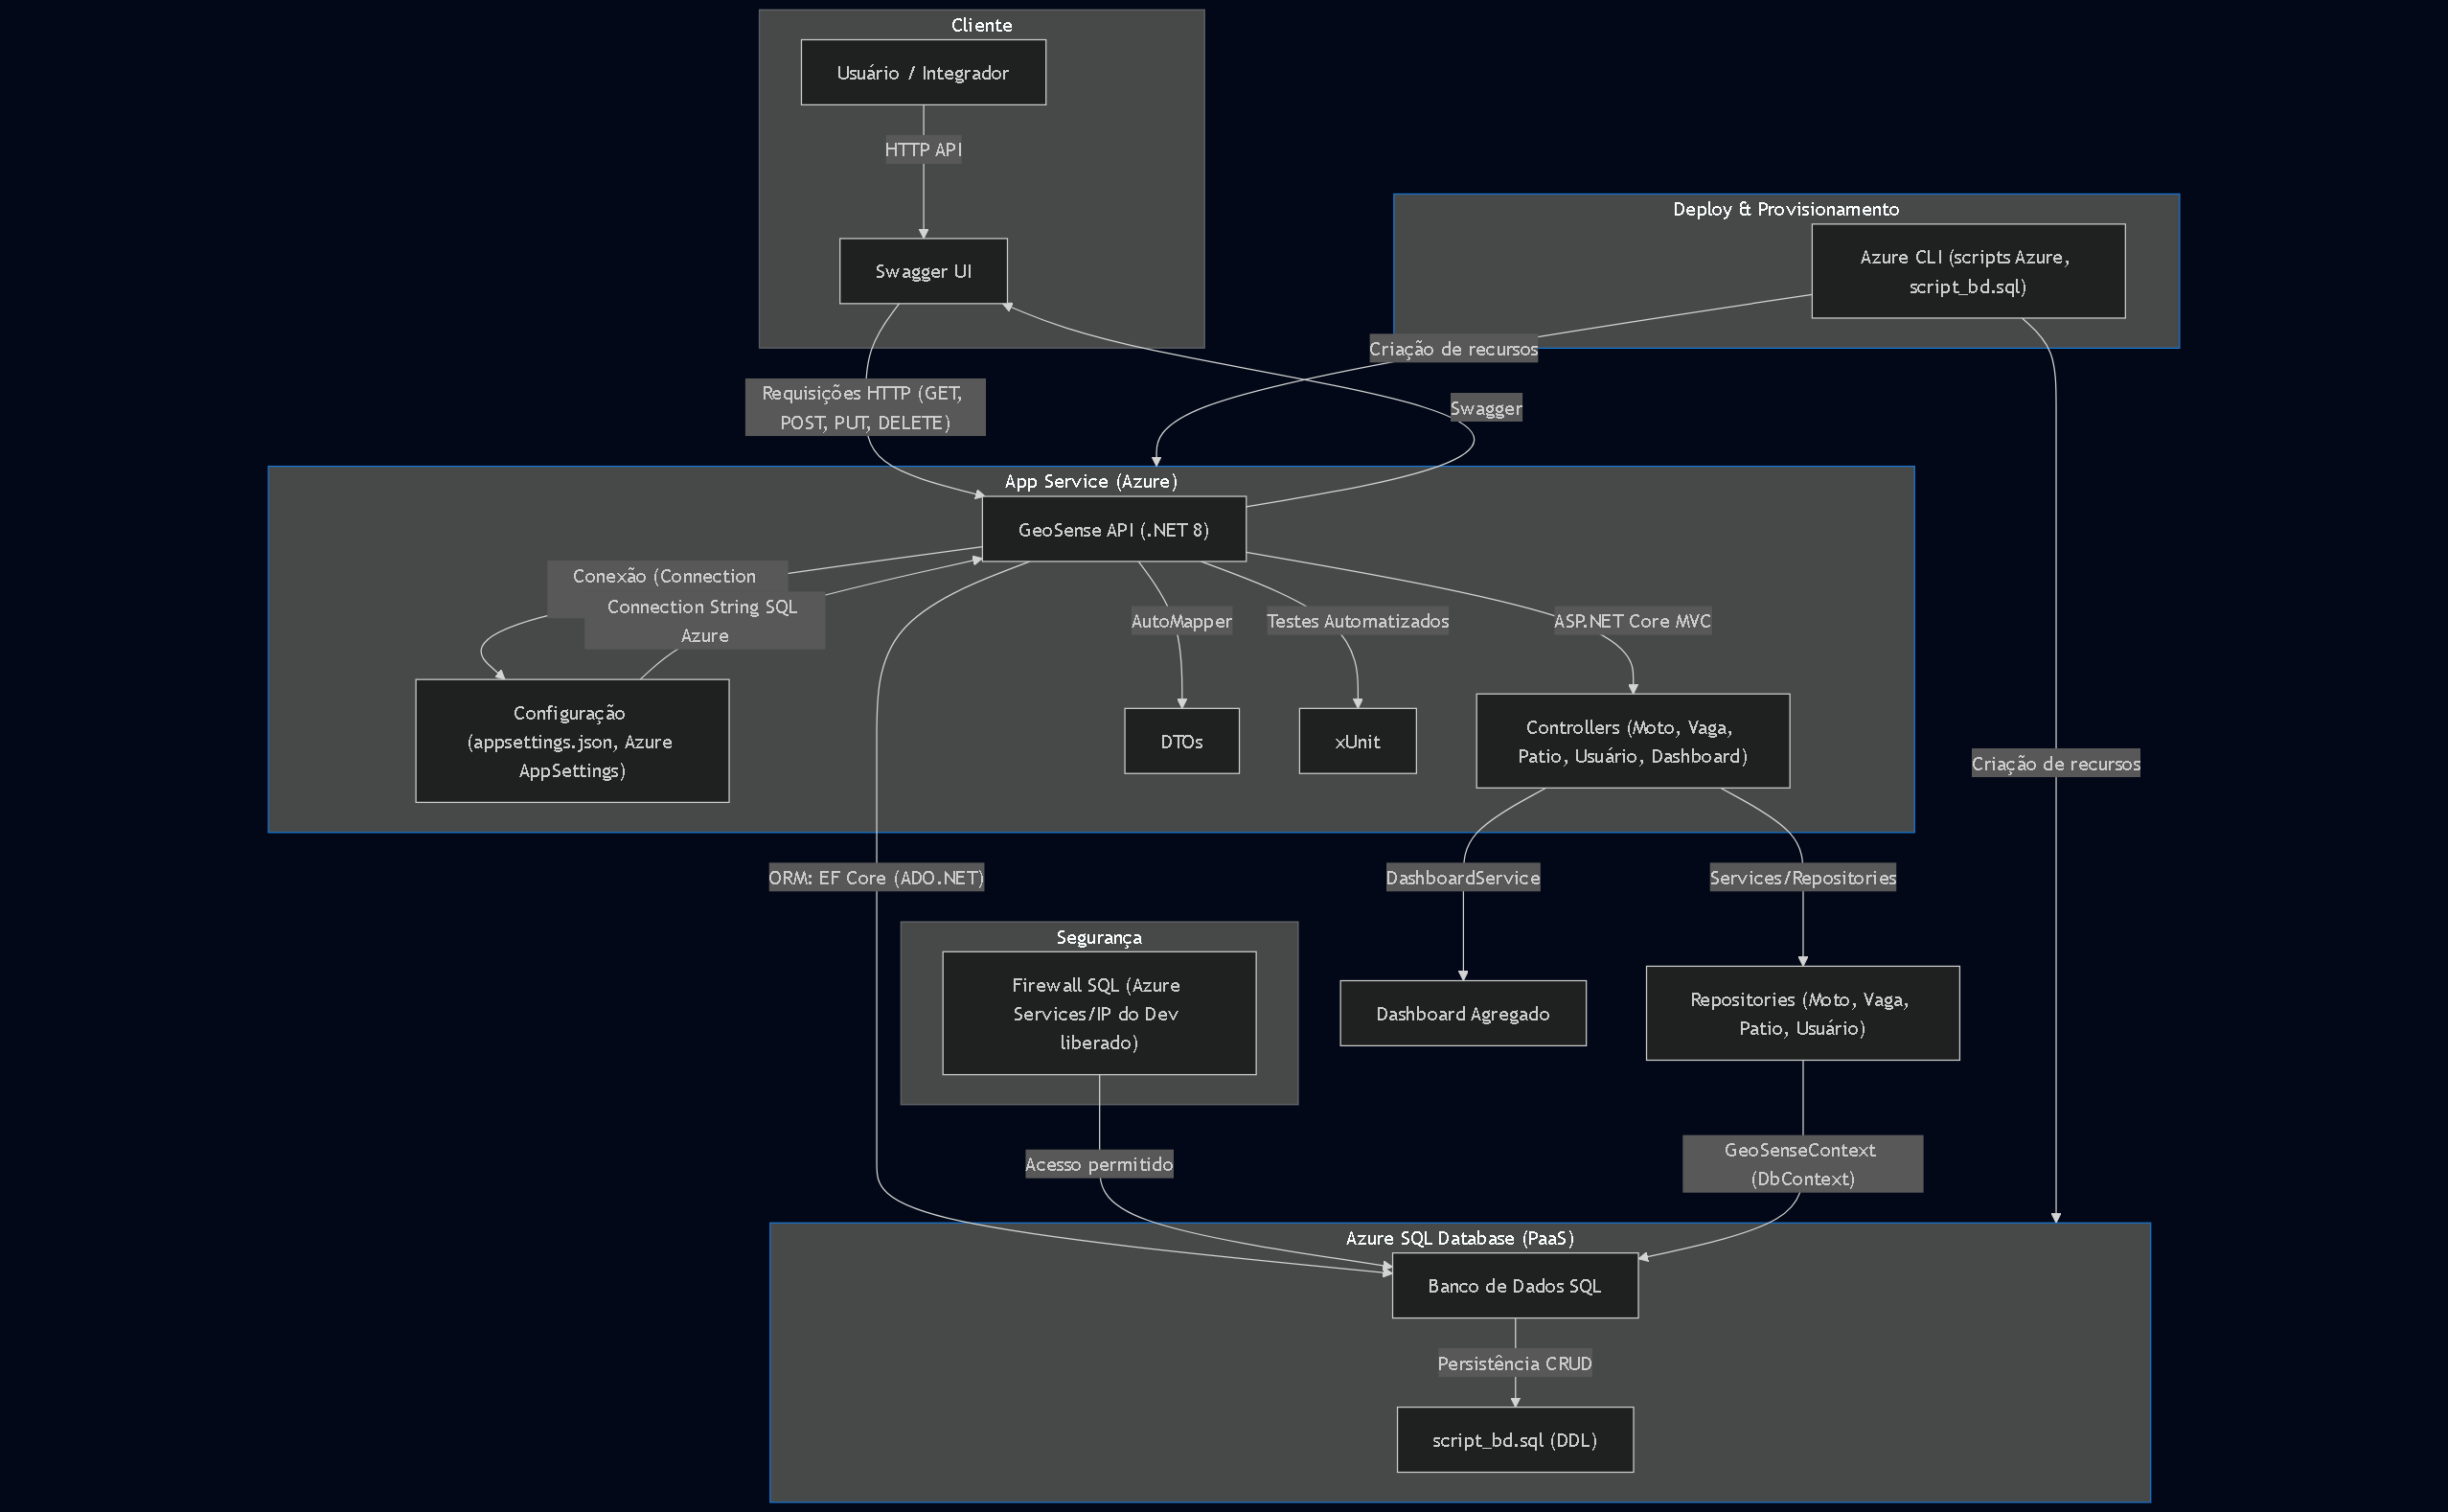 Cliente
Usuário / Integrador
HTTP API
Swagger UI
Deploy & Provisionamento
Azure CLI (scripts Azure,
script_bd.sql)
Criação de recursos
Requisições HTTP (GET,
POST, PUT, DELETE)
Swagger
App Service (Azure)
GeoSense API (.NET 8)
Conexão (Connection
Connection String SQL
Azure
AutoMapper
Testes Automatizados
ASP.NET Core MVC
Configuração
(appsettings.json, Azure
AppSettings)
DTOs
xUnit
Controllers (Moto, Vaga,
Patio, Usuário, Dashboard)
Criação de recursos
ORM: EF Core (ADO.NET)
DashboardService
Services/Repositories
Segurança
Firewall SQL (Azure
Services/IP do Dev
liberado)
Dashboard Agregado
Repositories (Moto, Vaga,
Patio, Usuário)
Acesso permitido
GeoSenseContext
(DbContext)
Azure SQL Database (PaaS)
Banco de Dados SQL
Persistência CRUD
script_bd.sql (DDL)